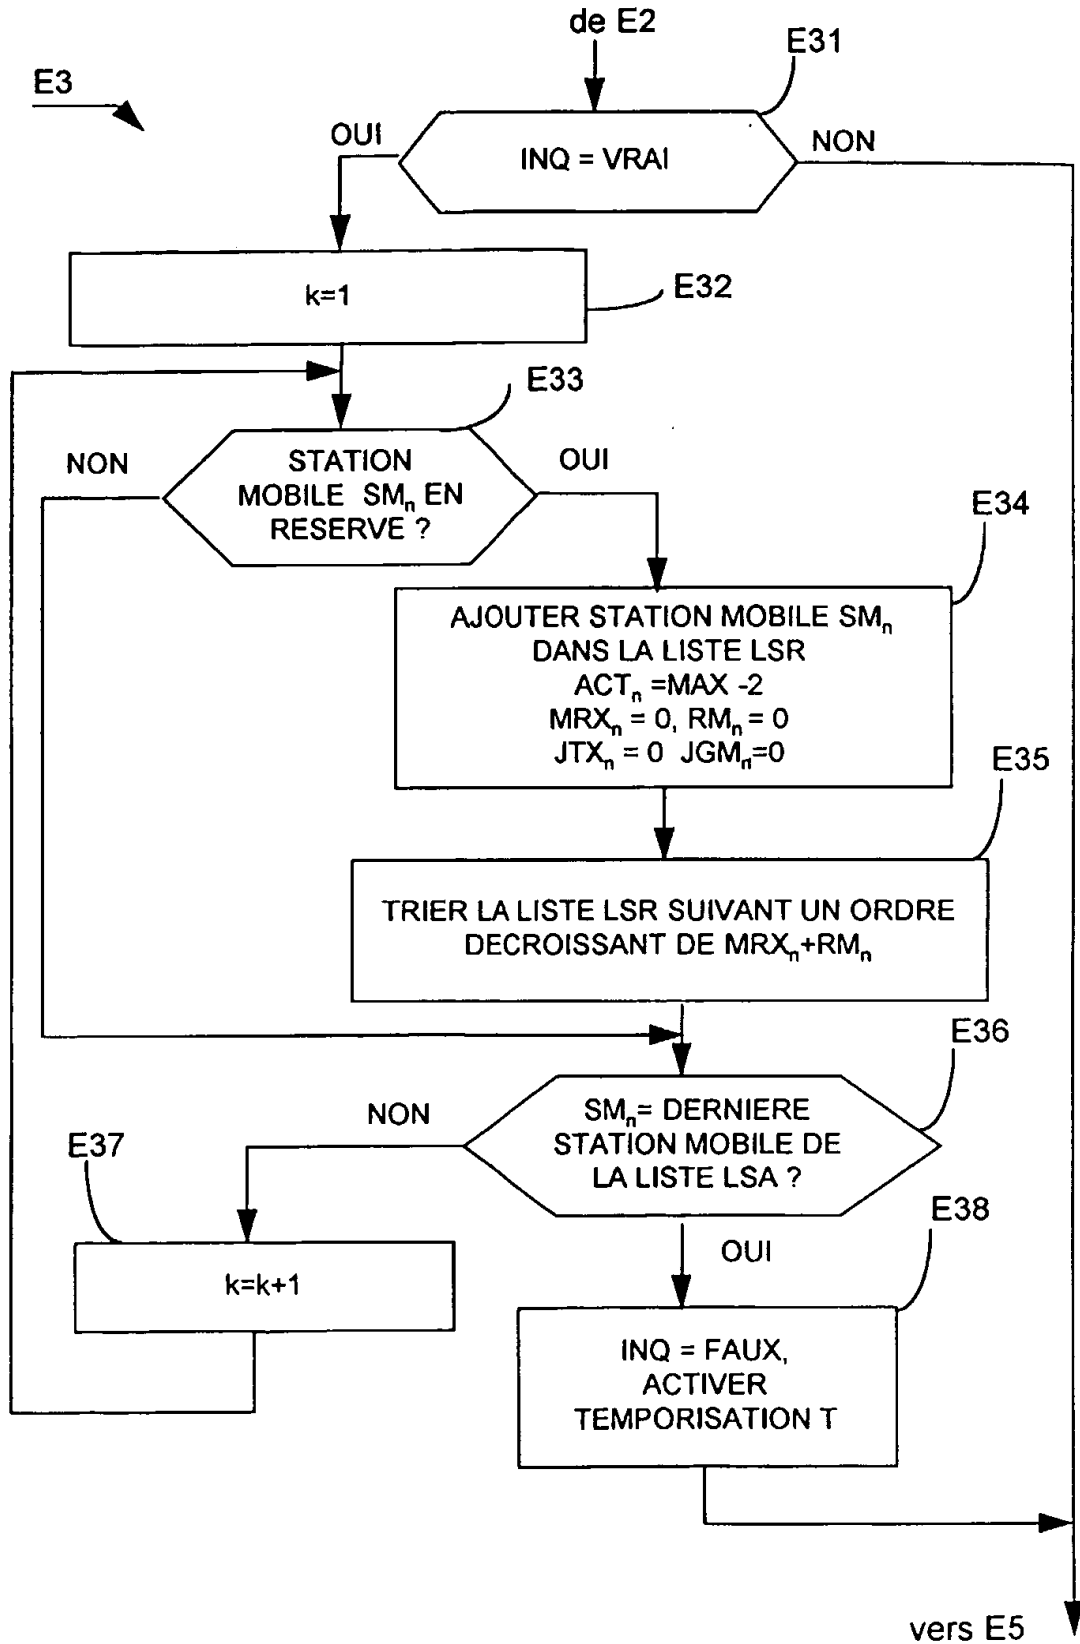 de E2
E31
E3
OUI
NON
INQ = VRAI
k=1
E32
E33
NON
OUI
STATION
MOBILE SMn EN
RESERVE ?
E34
AJOUTER STATION MOBILE SMn
DANS LA LISTE LSR
ACTn =MAX -2
MRXn = 0, RMn = 0
JTXn = 0 JGMn=0
E35
TRIER LA LISTE LSR SUIVANT UN ORDRE
DECROISSANT DE MRXn+RMn
E36
NON
SMn= DERNIERE
STATION MOBILE DE
LA LISTE LSA ?
E37
E38
OUI
k=k+1
INQ = FAUX,
ACTIVER
TEMPORISATION T
vers E5